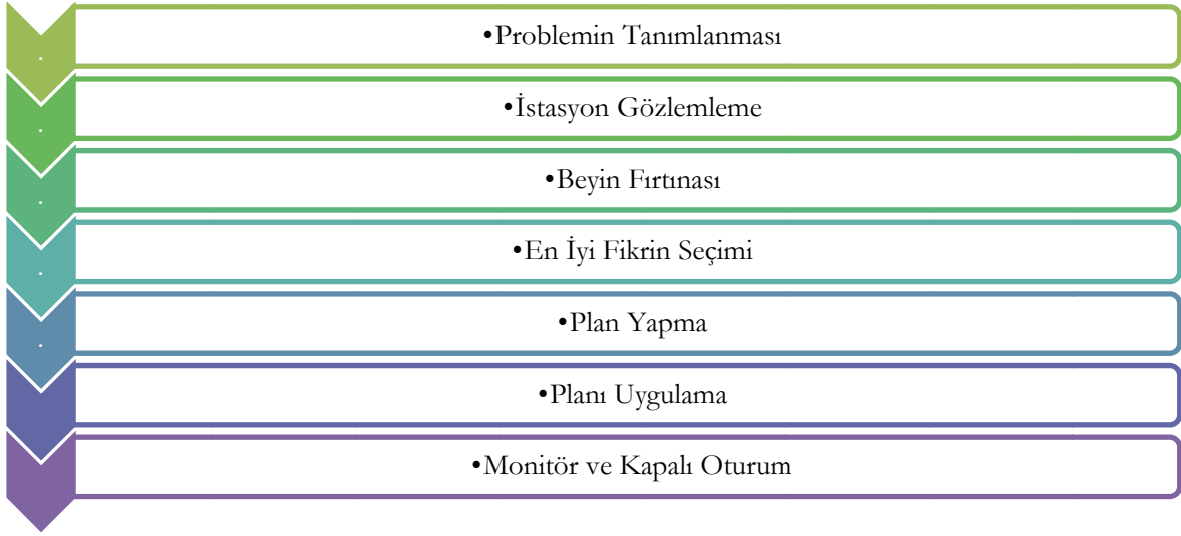 •Problemin Tanımlanması
•İstasyon Gözlemleme
•Beyin Fırtınası
•En İyi Fikrin Seçimi
•Plan Yapma
•Planı Uygulama
•Monitör ve Kapalı Oturum